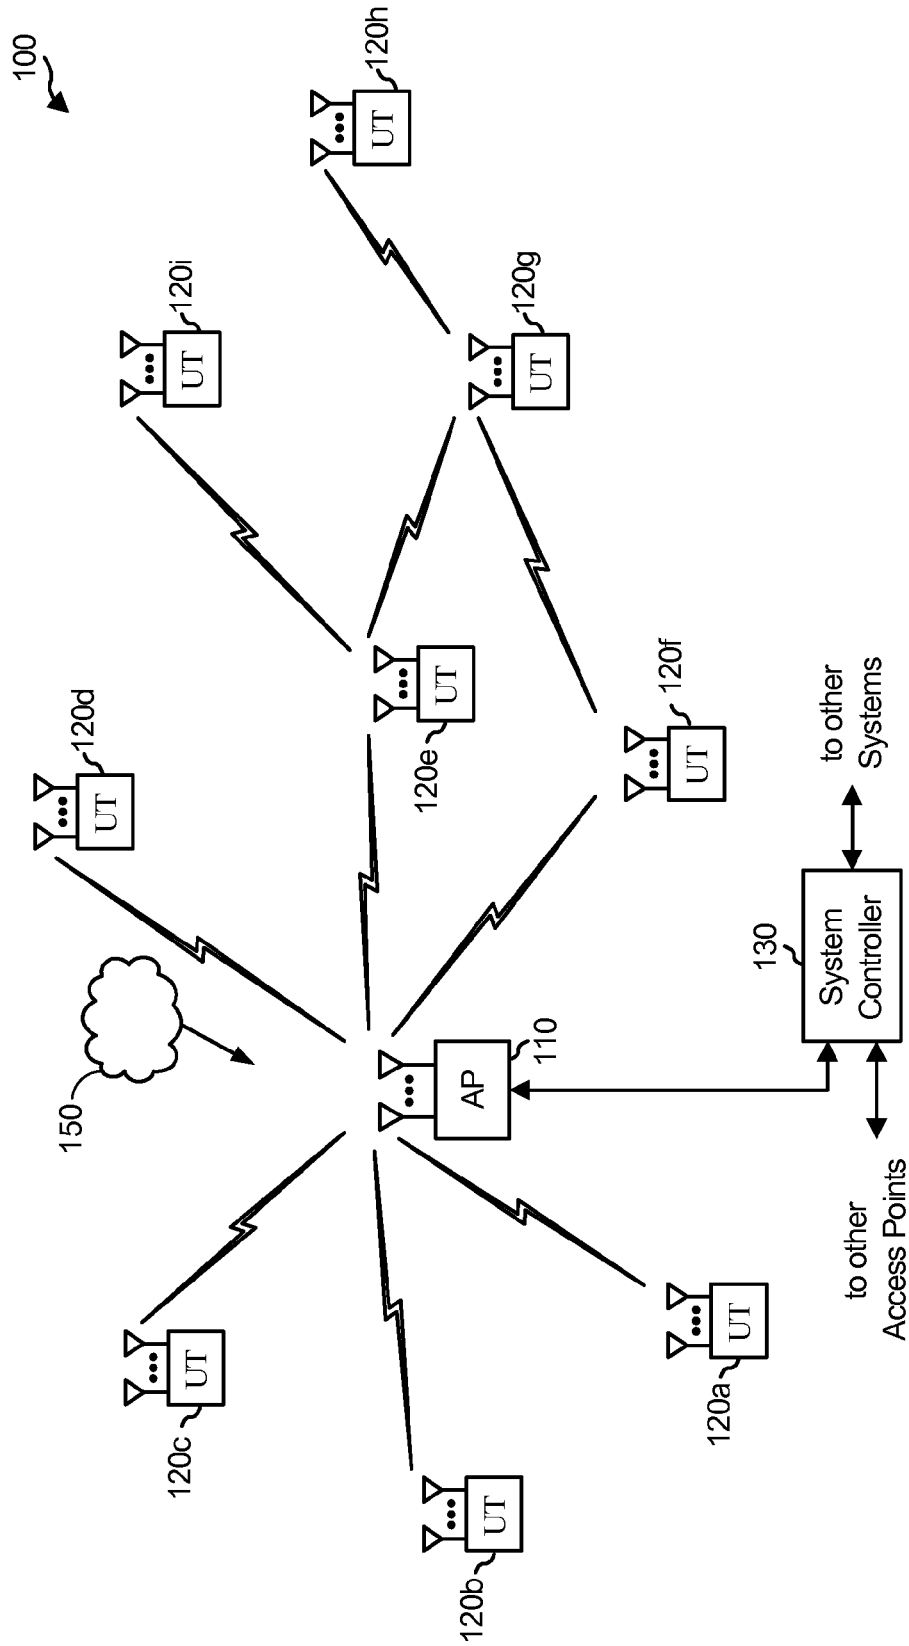 100
120h
UT
120i
UT
120g
UT
120d
UT
120e
UT
120f
UT
150
110
AP
120c
UT
120b
UT
120a
UT
130
System
Controller
to other
Systems
to other
Access Points